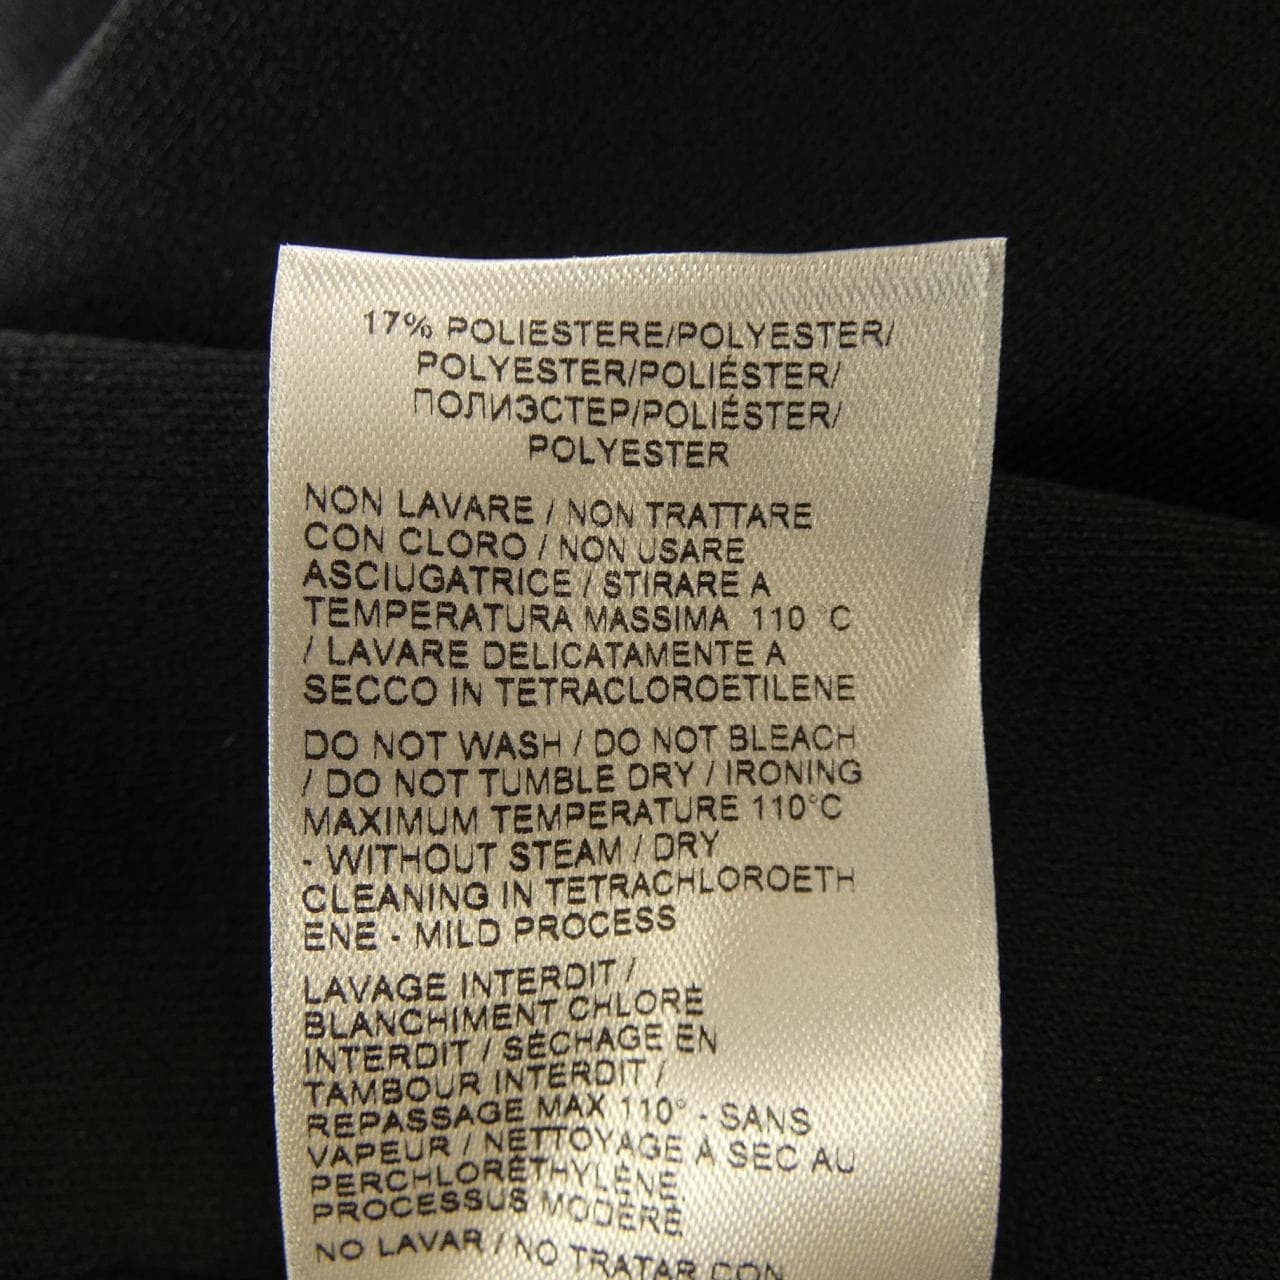 17% POLIESTERE/POLYESTER/
POLYESTER/POLIÉSTER/
ПОЛИЭСТЕР/POLIÉSTER/
POLYESTER
NON LAVARE / NON TRATTARE
CON CLORO / NON USARE
ASCIUGATRICE / STIRARE A
TEMPERATURA MASSIMA 110 °C
/ LAVARE DELICATAMENTE A
SECCO IN TETRACLOROETILENE
DO NOT WASH / DO NOT BLEACH
/ DO NOT TUMBLE DRY / IRONING
MAXIMUM TEMPERATURE 110°C
- WITHOUT STEAM / DRY
CLEANING IN TETRACHLOROETH
ENE - MILD PROCESS
LAVAGE INTERDIT /
BLANCHIMENT CHLORÉ
INTERDIT / SÉCHAGE EN
TAMBOUR INTERDIT /
REPASSAGE MAX 110° - SANS
VAPEUR / NETTOYAGE À SEC AU
PERCHLORÉTHYLÈNE
PROCESSUS MODÉRÉ
NO LAVAR / NO TRATAR CON